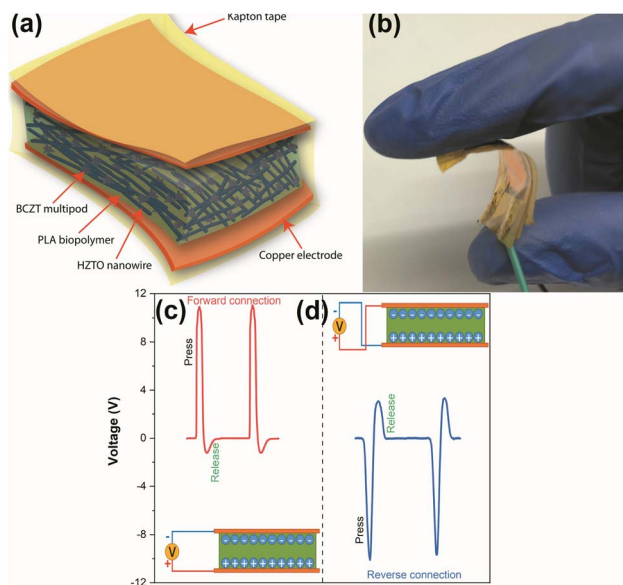 (a)
Kapton tape
BCZT multipod
PLA biopolymer
HZTO nanowire
Copper electrode
(b)
(c)
Forward connection
(d)
Voltage (V)
12
8
4
0
-4
-8
-12
Press
Release
-
V
+
-
V
+
Release
Press
Reverse connection